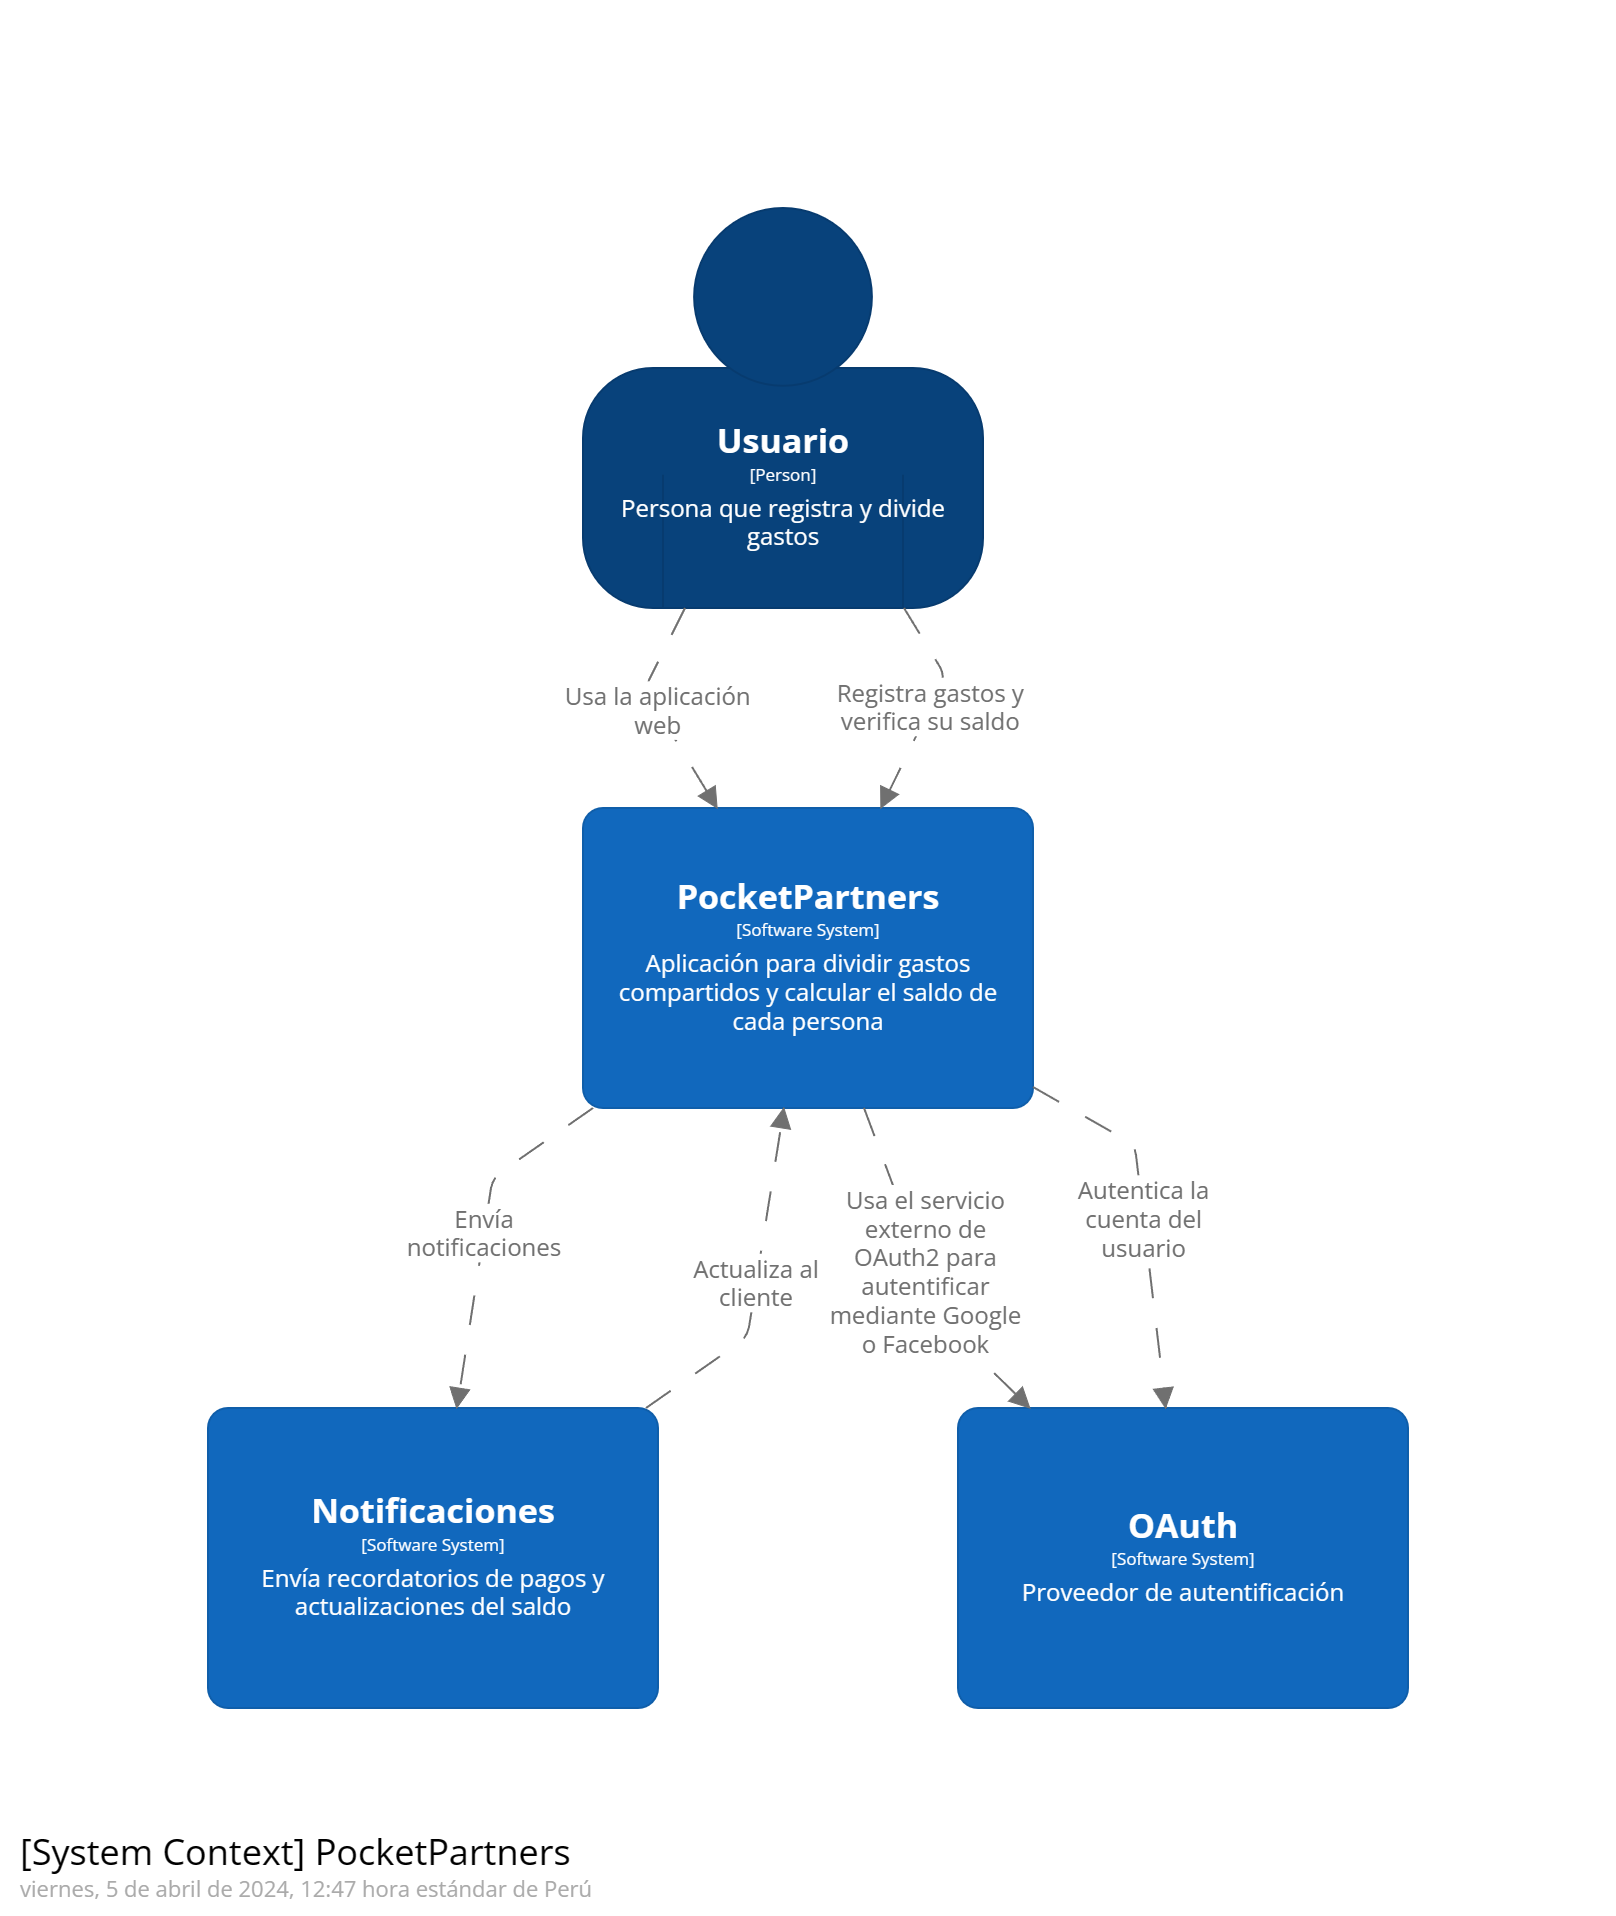 Usuario
[Person]
Persona que registra y divide
gastos
Usa la aplicación
web
Registra gastos y
verifica su saldo
PocketPartners
[Software System]
Aplicación para dividir gastos
compartidos y calcular el saldo de
cada persona
Envía
notificaciones
Actualiza al
cliente
Usa el servicio
externo de
OAuth2 para
autentificar
mediante Google
o Facebook
Autentica la
cuenta del
usuario
Notificaciones
[Software System]
Envía recordatorios de pagos y
actualizaciones del saldo
OAuth
[Software System]
Proveedor de autentificación
[System Context] PocketPartners
viernes, 5 de abril de 2024, 12:47 hora estándar de Perú